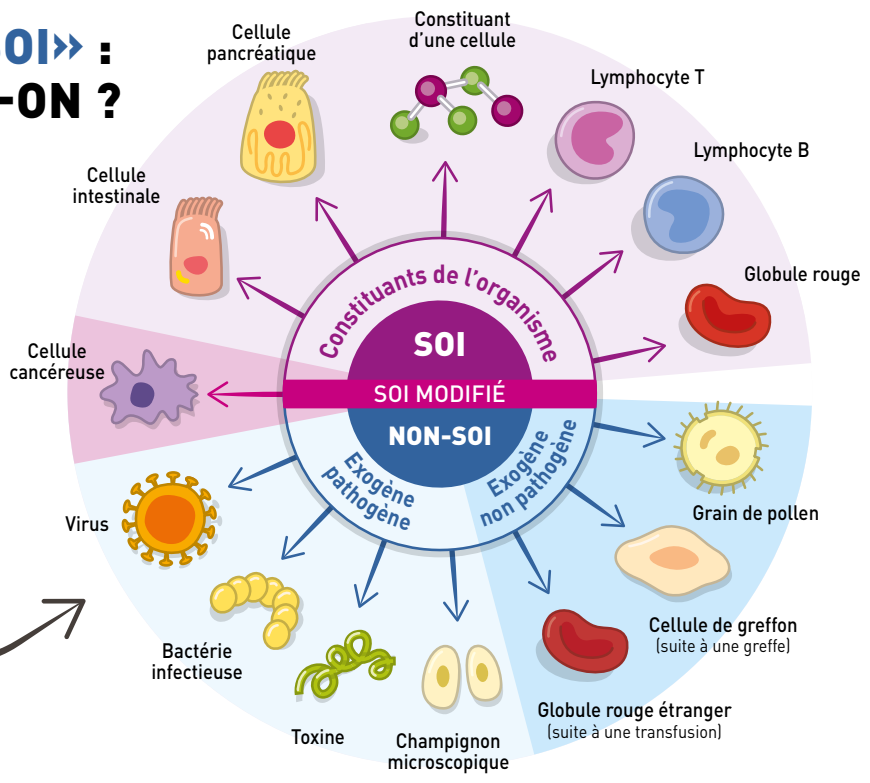 OI» :
-ON ?
Cellule
pancréatique
Constituant
d'une cellule
Lymphocyte T
Lymphocyte B
Globule rouge
Cellule
intestinale
Cellule
cancéreuse
Constituants de l'organisme
SOI
SOI MODIFIÉ
NON-SOI
Exogène
pathogène
Exogène
non pathogène
Virus
Bactérie
infectieuse
Toxine
Champignon
microscopique
Grain de pollen
Cellule de greffon
(suite à une greffe)
Globule rouge étranger
(suite à une transfusion)